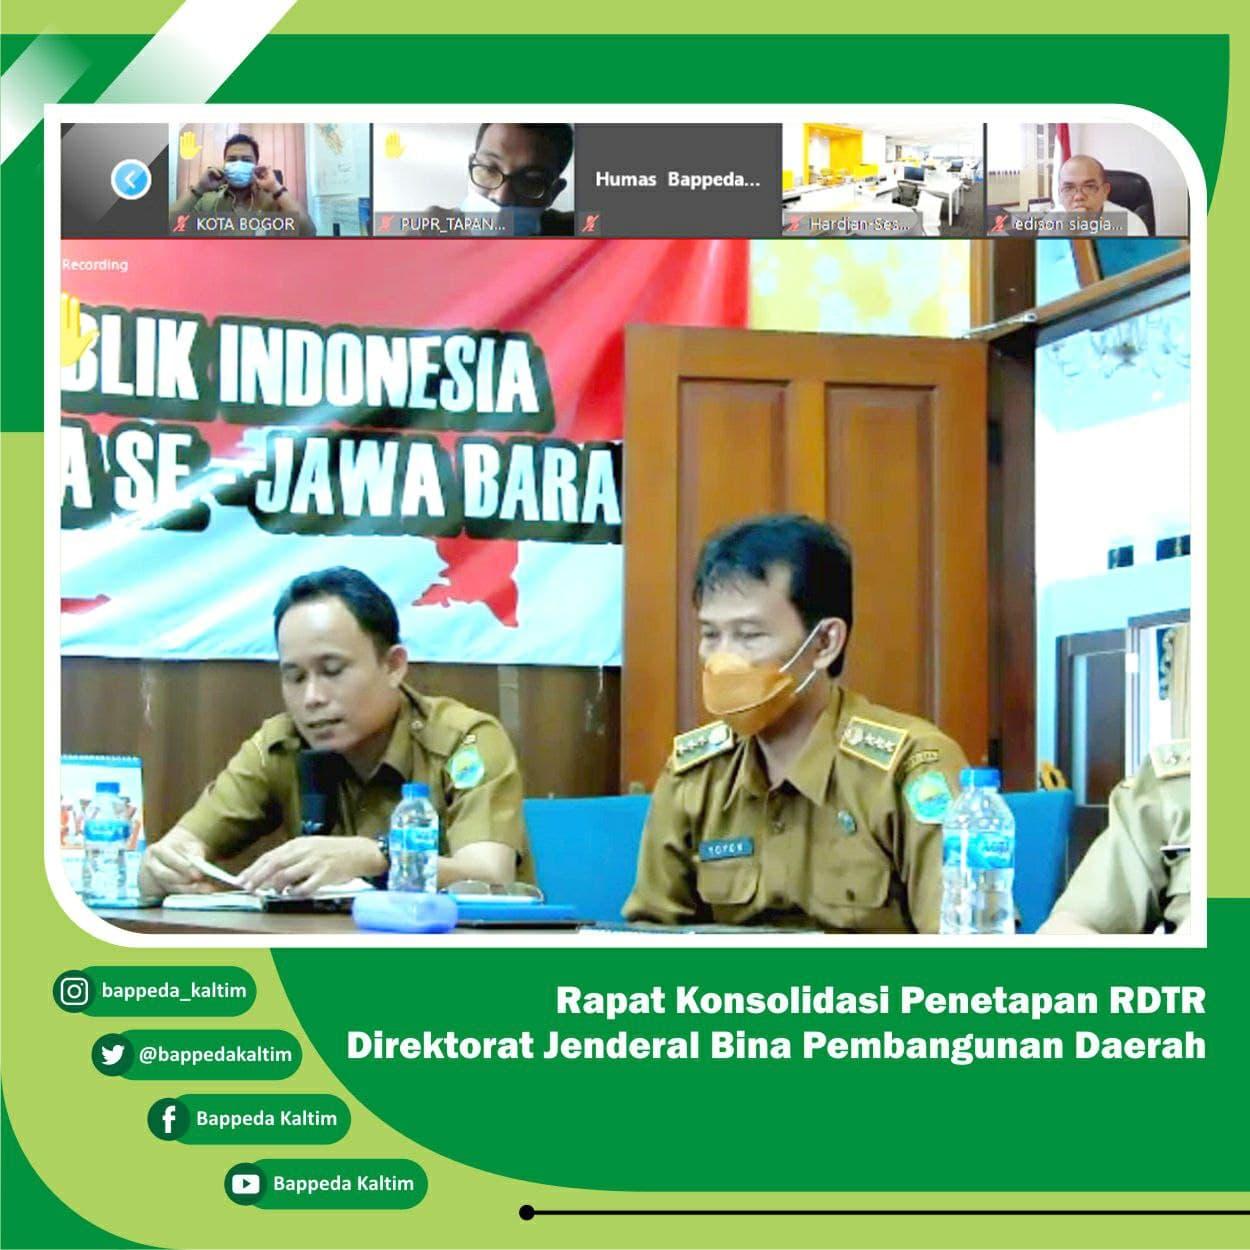 KOTA BOGOR
PUPR_TAPAN...
Humas Bappeda...
Hardian-Ses...
edison siagia...
Recording
BLIK INDONESIA
A SE - JAWA BARA
bappeda_kaltim
@bappedakaltim
Bappeda Kaltim
Bappeda Kaltim
Rapat Konsolidasi Penetapan RDTR
Direktorat Jenderal Bina Pembangunan Daerah